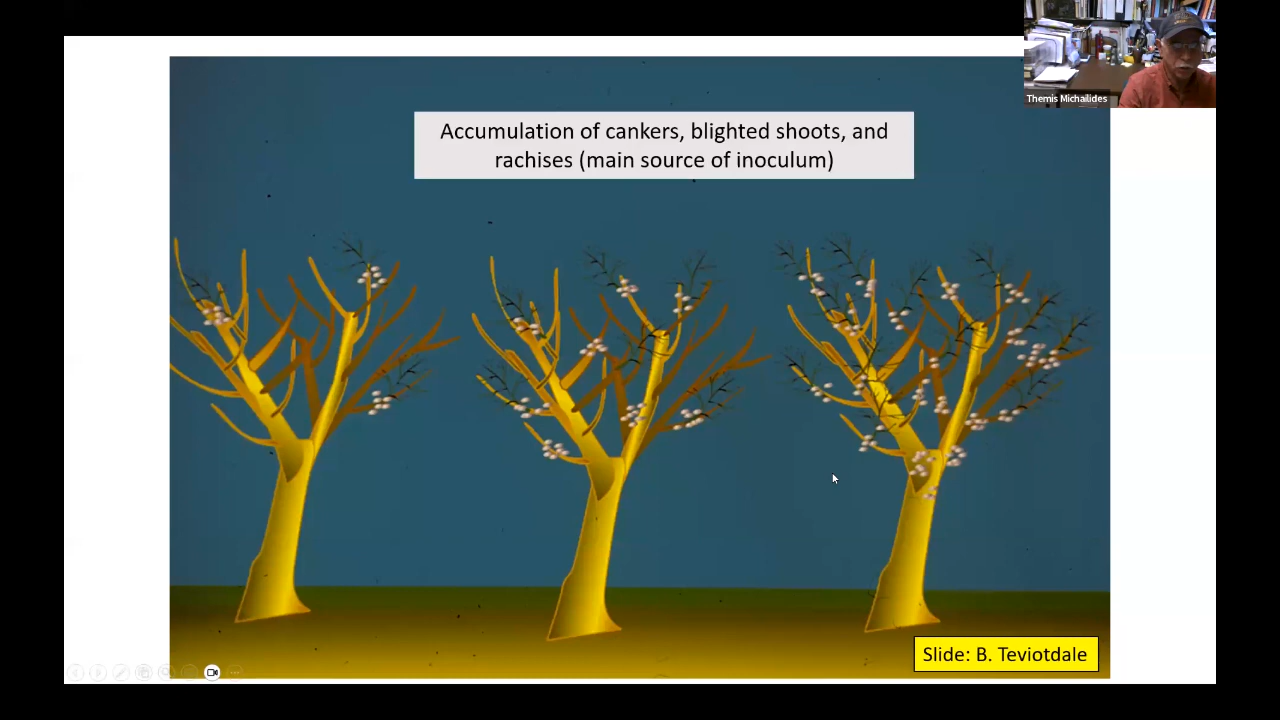 Themis Michailides
Accumulation of cankers, blighted shoots, and
rachises (main source of inoculum)
Slide: B. Teviotdale